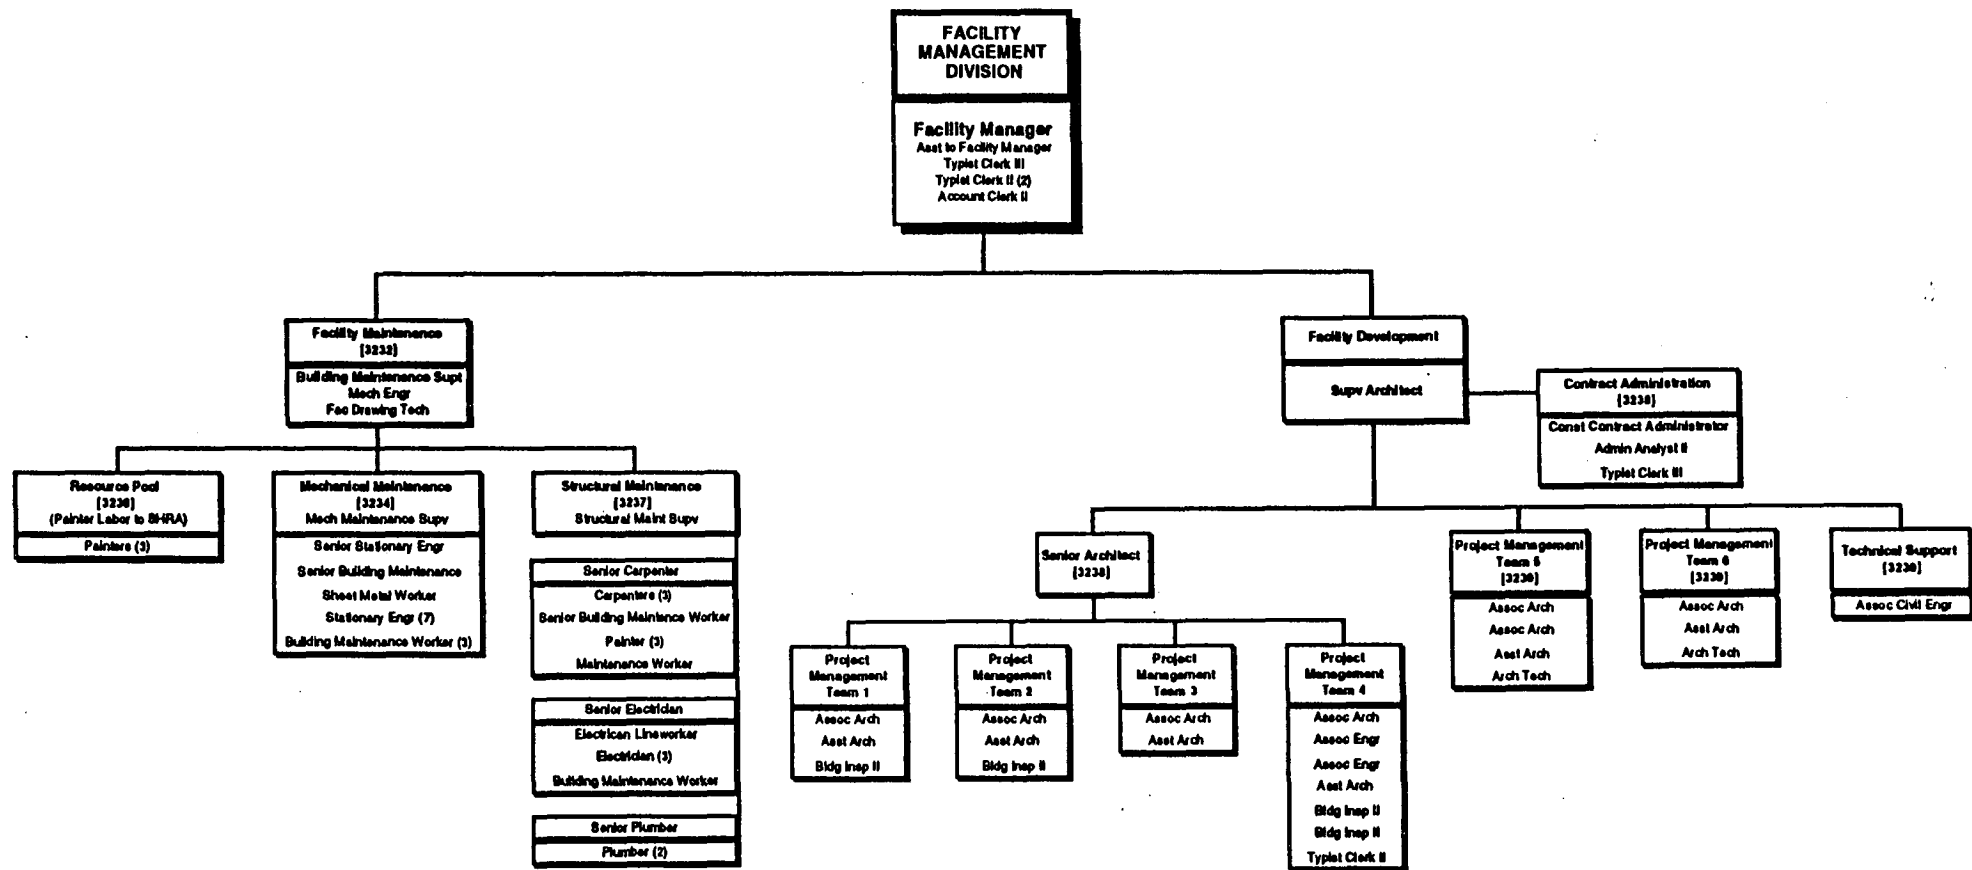 FACILITY
MANAGEMENT
DIVISION
Facility Manager
Asst to Facility Manager
Typist Clerk III
Typist Clerk II (2)
Account Clerk II
Facility Maintenance
[3232]
Building Maintenance Supt
Mech Engr
Fac Drawing Tech
Facility Development
Supv Architect
Contract Administration
[3238]
Const Contract Administrator
Admin Analyst II
Typist Clerk III
Resource Pool
[3236]
(Painter Labor to SHRA)
Painters (3)
Mechanical Maintenance
[3234]
Mech Maintenance Supv
Senior Stationary Engr
Senior Building Maintenance
Sheet Metal Worker
Stationary Engr (7)
Building Maintenance Worker (3)
Structural Maintenance
[3237]
Structural Maint Supv
Senior Carpenter
Carpenters (3)
Senior Building Maintence Worker
Painter (3)
Maintenance Worker
Senior Electrician
Electrican Lineworker
Electrician (3)
Building Maintenance Worker
Senior Plumber
Plumber (2)
Senior Architect
[3238]
Project
Management
Team 1
Assoc Arch
Asst Arch
Bldg Insp II
Project
Management
Team 2
Assoc Arch
Asst Arch
Bldg Insp II
Project
Management
Team 3
Assoc Arch
Asst Arch
Project
Management
Team 4
Assoc Arch
Assoc Engr
Assoc Engr
Asst Arch
Bldg Insp II
Bldg Insp II
Typist Clerk II
Project Management
Team 5
Assoc Arch
Assoc Arch
Asst Arch
Arch Tech
Project Management
Team 6
Assoc Arch
Asst Arch
Arch Tech
Technical Support
Assoc Civil Engr